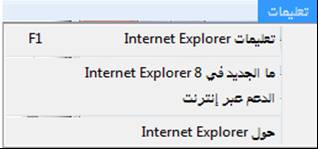 تعليمات
تعليمات Internet Explorer F1
ما الجديد في Internet Explorer 8
الدعم عبر إنترنت
حول Internet Explorer